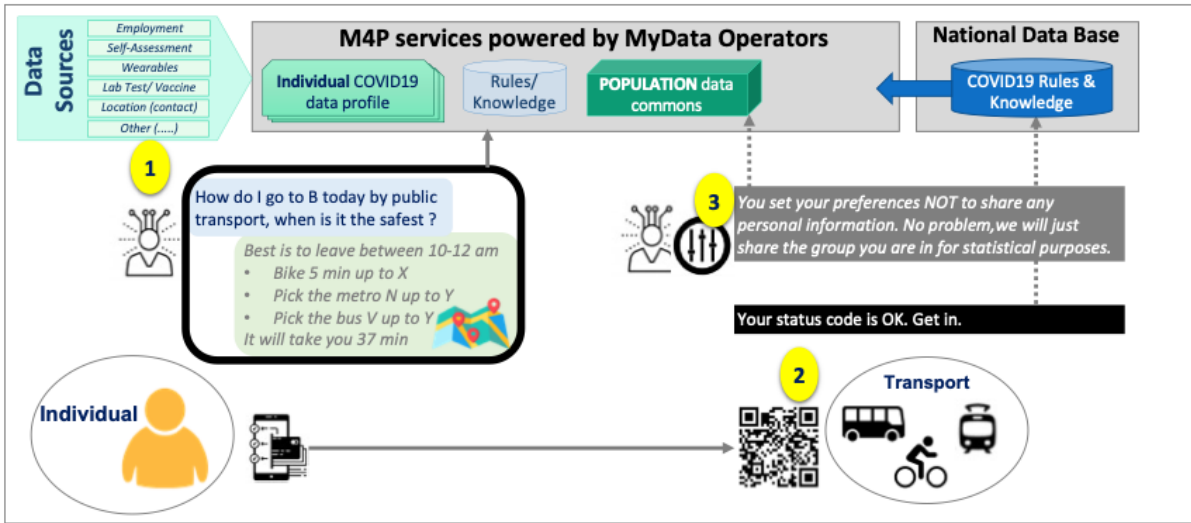 Data
Sources
Employment
Self-Assessment
Wearables
Lab Test/ Vaccine
Location (contact)
Other (.....)
M4P services powered by MyData Operators
Individual COVID19
data profile
Rules/
Knowledge
POPULATION data
commons
National Data Base
COVID19 Rules &
Knowledge
1
How do I go to B today by public
transport, when is it the safest ?
Best is to leave between 10-12 am
• Bike 5 min up to X
• Pick the metro N up to Y
• Pick the bus V up to Y
It will take you 37 min
3
You set your preferences NOT to share any
personal information. No problem,we will just
share the group you are in for statistical purposes.
Your status code is OK. Get in.
2
Individual
Transport